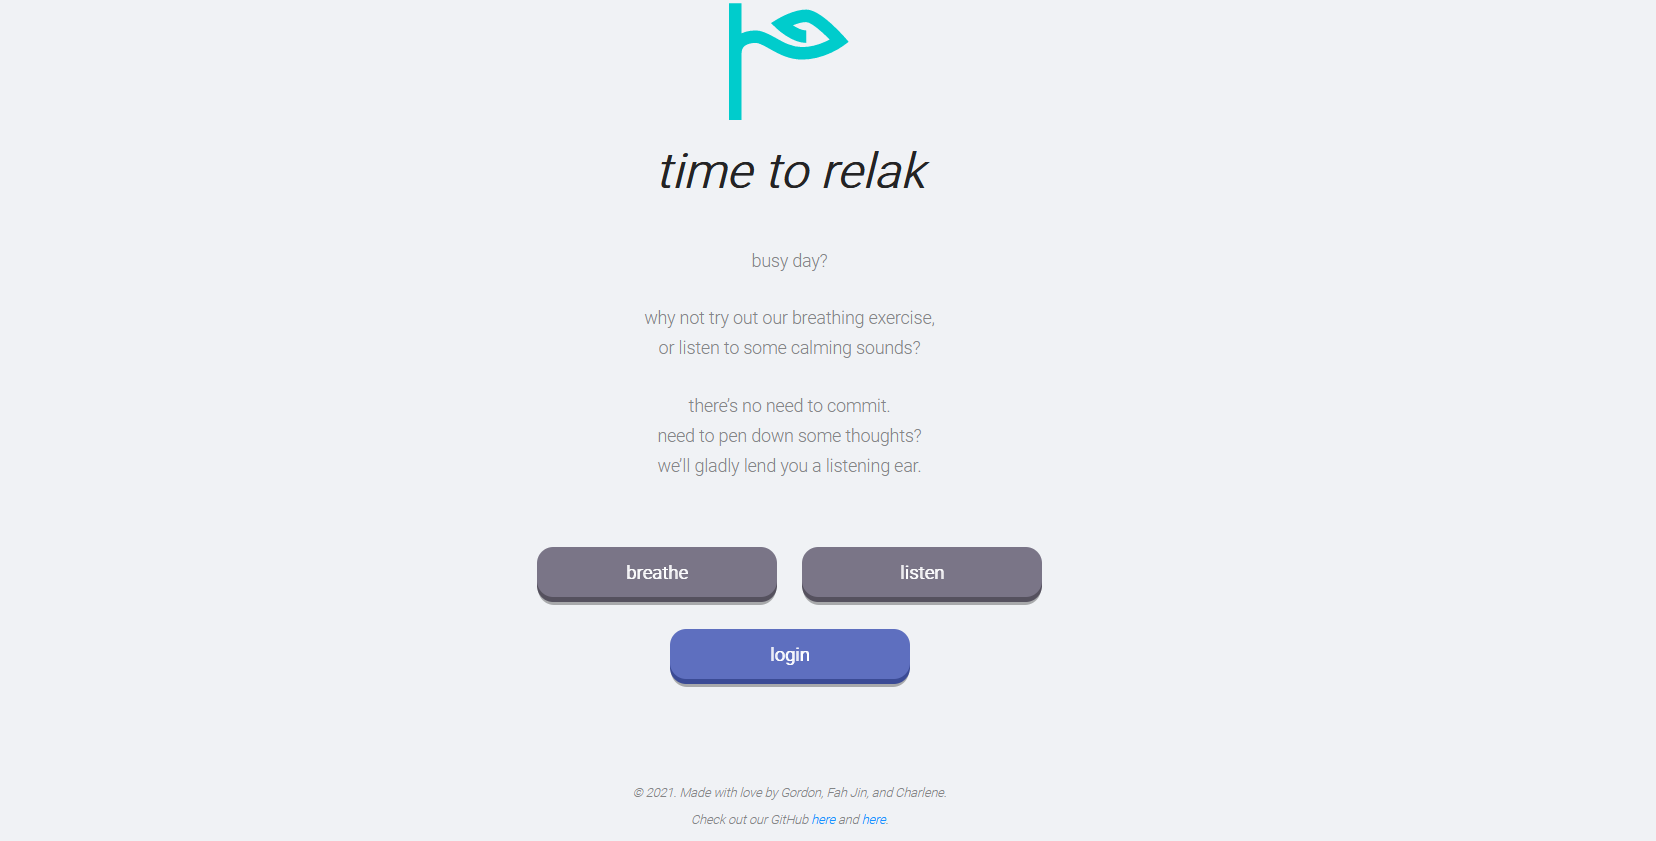 time to relak
busy day?
why not try out our breathing exercise,
or listen to some calming sounds?
there’s no need to commit.
need to pen down some thoughts?
we’ll gladly lend you a listening ear.
breathe
listen
login
© 2021. Made with love by Gordon, Fah Jin, and Charlene.
Check out our GitHub here and here.